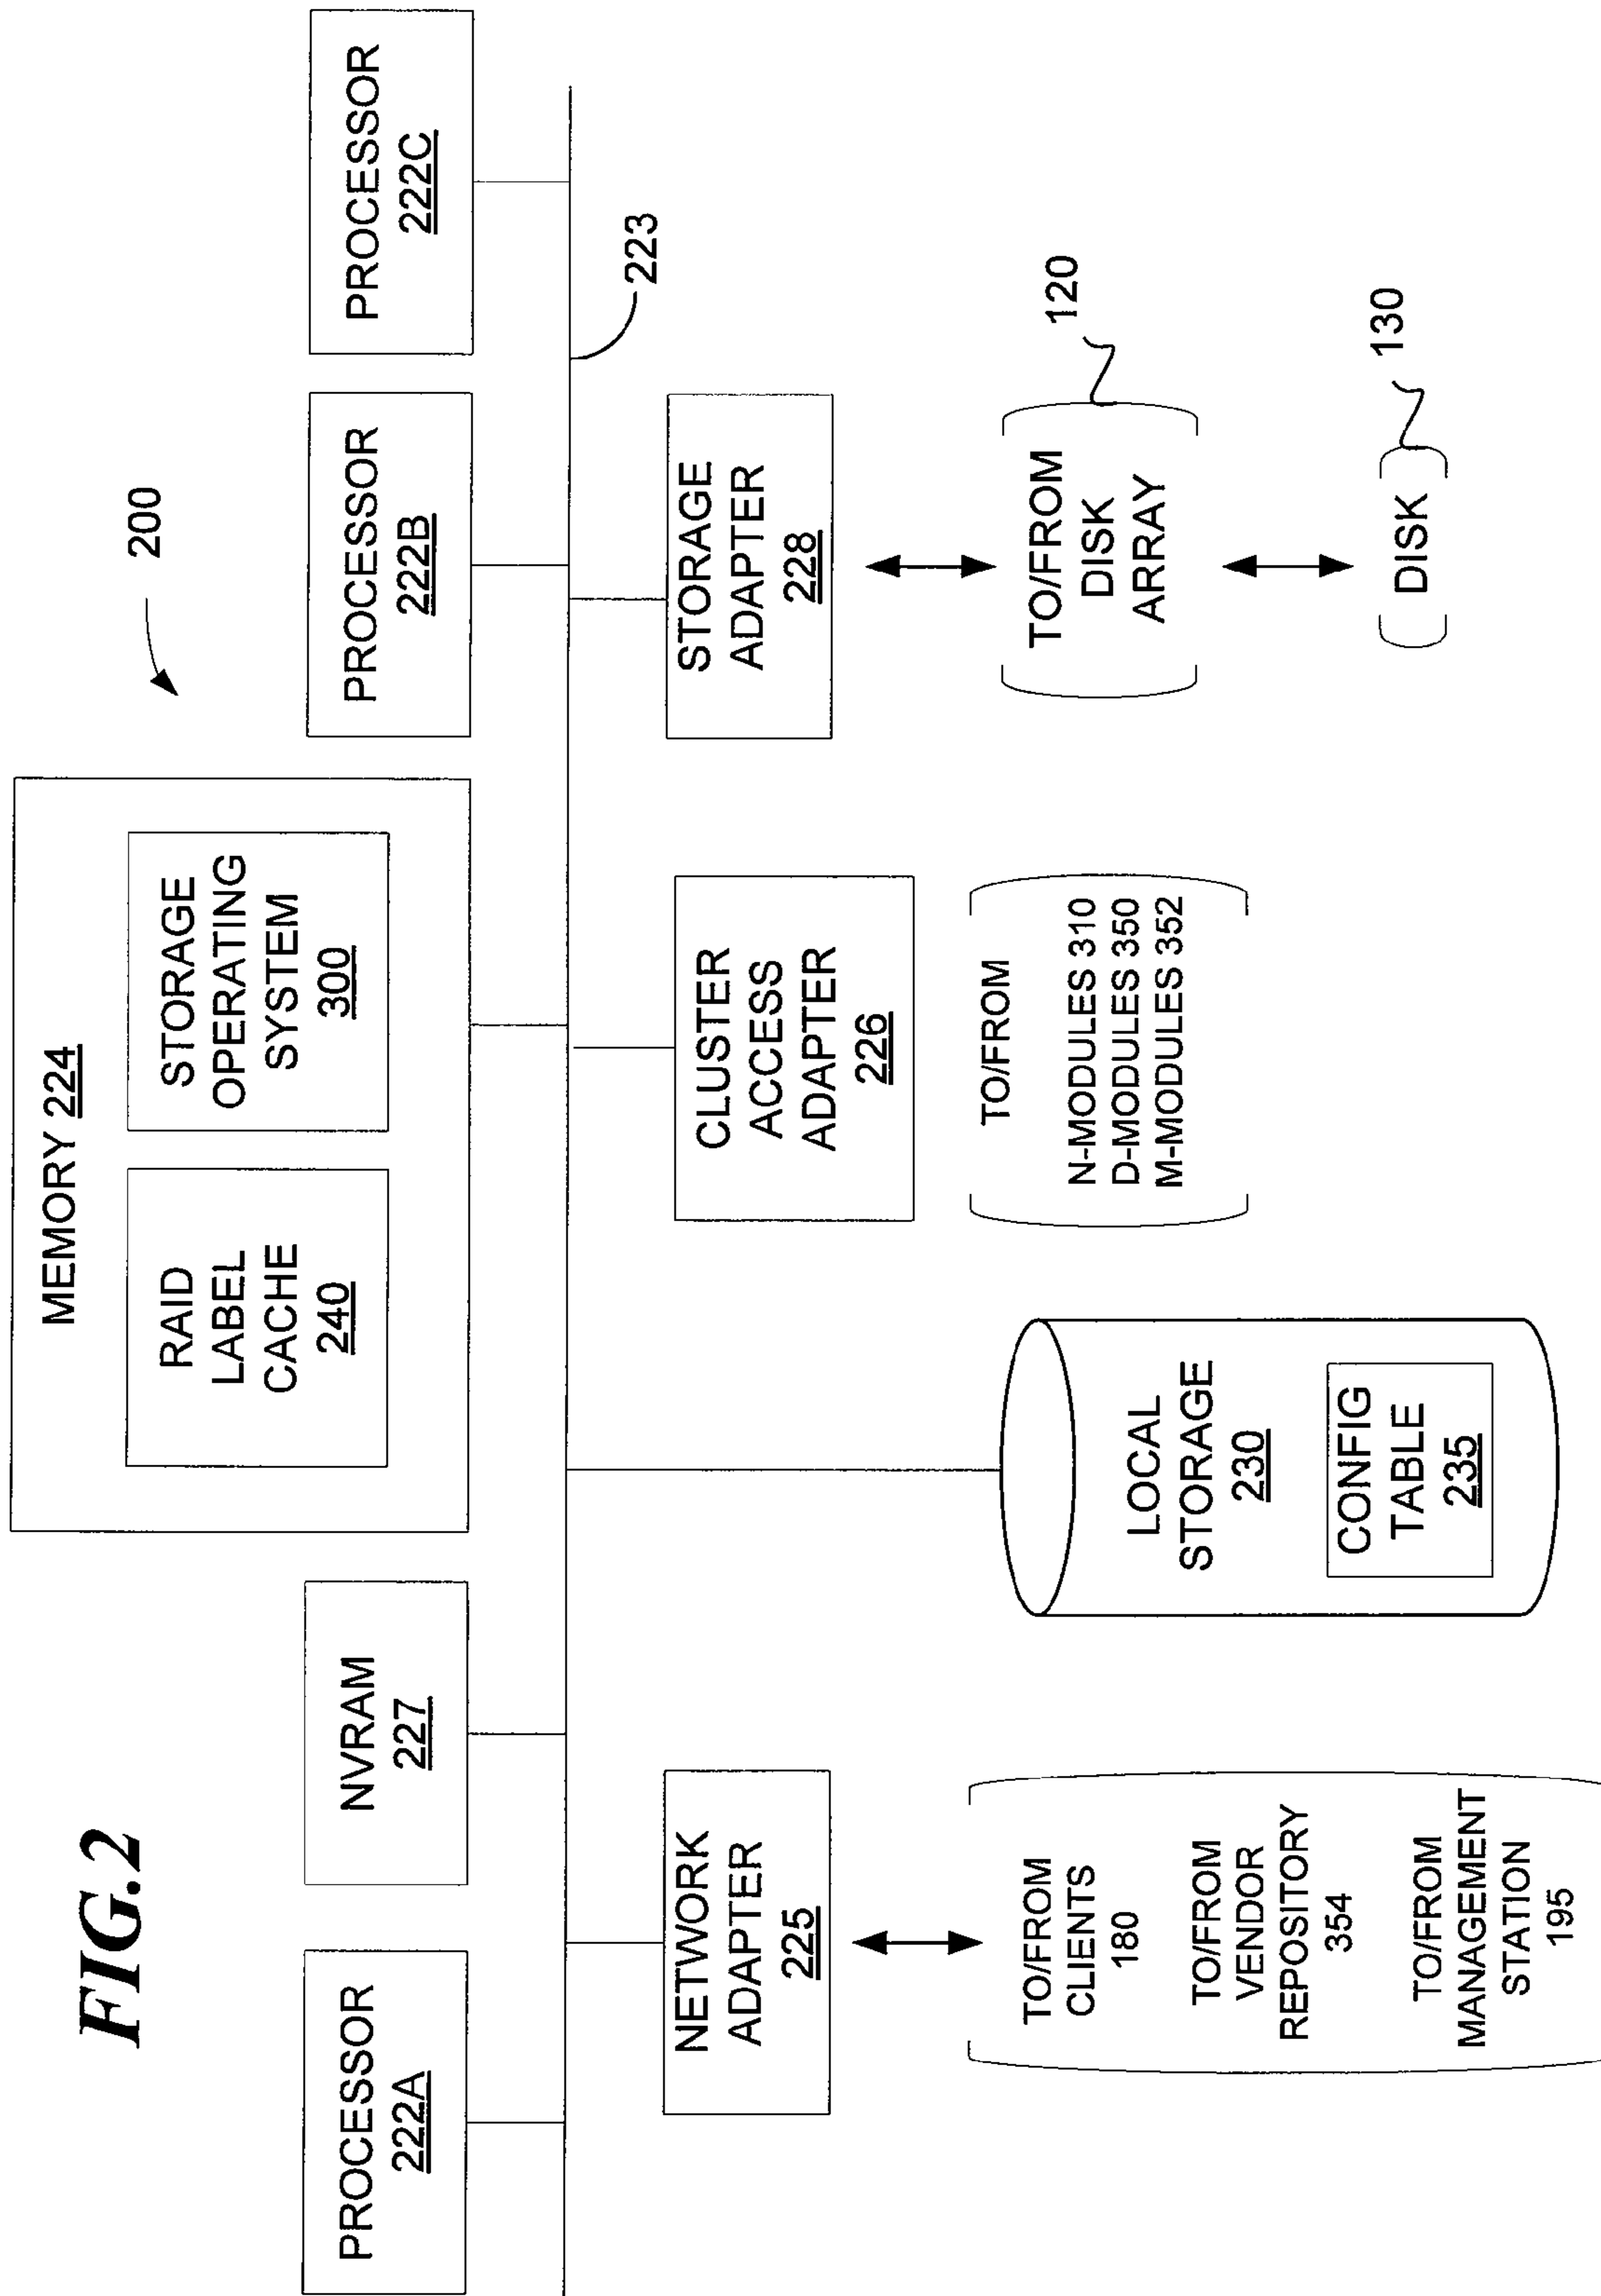 FIG.2
200
PROCESSOR
222A
NVRAM
227
MEMORY 224
RAID
LABEL
CACHE
240
STORAGE
OPERATING
SYSTEM
300
PROCESSOR
222B
PROCESSOR
222C
223
NETWORK
ADAPTER
225
TO/FROM
CLIENTS
180
TO/FROM
VENDOR
REPOSITORY
354
TO/FROM
MANAGEMENT
STATION
195
LOCAL
STORAGE
230
CONFIG
TABLE
235
CLUSTER
ACCESS
ADAPTER
226
TO/FROM
N-MODULES 310
D-MODULES 350
M-MODULES 352
STORAGE
ADAPTER
228
TO/FROM
DISK
ARRAY
120
DISK
130